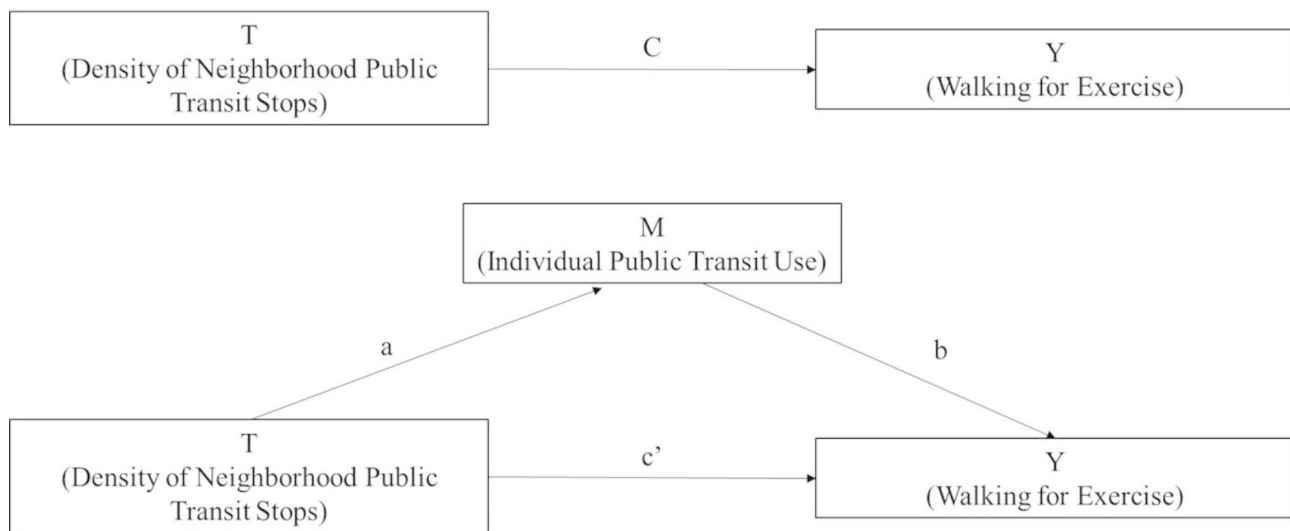 T
(Density of Neighborhood Public
Transit Stops)
C
Y
(Walking for Exercise)
M
(Individual Public Transit Use)
a
b
T
(Density of Neighborhood Public
Transit Stops)
c’
Y
(Walking for Exercise)